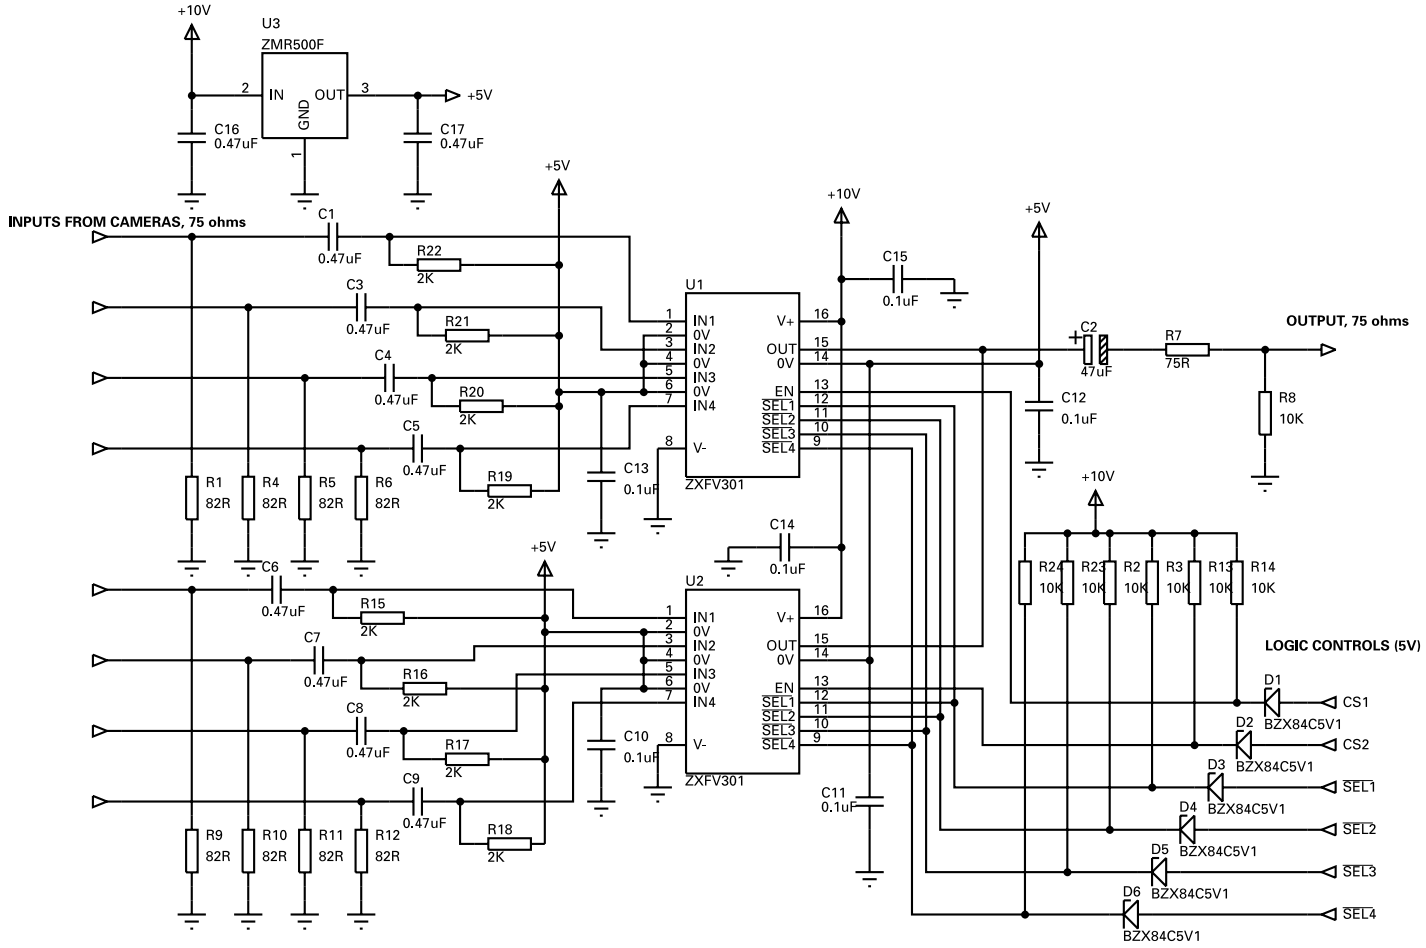 +10V
U3
ZMR500F
2 IN OUT 3
GND
1
+5V
C16
0.47uF
C17
0.47uF
+5V
+10V
+5V
INPUTS FROM CAMERAS, 75 ohms
C1
0.47uF
R22
2K
C3
0.47uF
R21
2K
C4
0.47uF
R20
2K
C5
0.47uF
R19
2K
R1
82R
R4
82R
R5
82R
R6
82R
C13
0.1uF
C15
0.1uF
U1
1 IN1 V+ 16
2 0V
3 IN2 OUT 15
4 0V 0V 14
5 IN3
6 0V EN 13
7 IN4 SEL1 12
SEL2 11
SEL3 10
8 V- SEL4 9
ZXFV301
C2
+
47uF
R7
75R
OUTPUT, 75 ohms
R8
10K
C12
0.1uF
C14
0.1uF
+10V
R24
10K
R23
10K
R2
10K
R3
10K
R13
10K
R14
10K
+5V
C6
0.47uF
R15
2K
C7
0.47uF
R16
2K
C8
0.47uF
R17
2K
C9
0.47uF
R18
2K
R9
82R
R10
82R
R11
82R
R12
82R
C10
0.1uF
U2
1 IN1 V+ 16
2 0V
3 IN2 OUT 15
4 0V 0V 14
5 IN3
6 0V EN 13
7 IN4 SEL1 12
SEL2 11
SEL3 10
8 V- SEL4 9
ZXFV301
C11
0.1uF
LOGIC CONTROLS (5V)
D1
BZX84C5V1
CS1
D2
BZX84C5V1
CS2
D3
BZX84C5V1
SEL1
D4
BZX84C5V1
SEL2
D5
BZX84C5V1
SEL3
D6
BZX84C5V1
SEL4